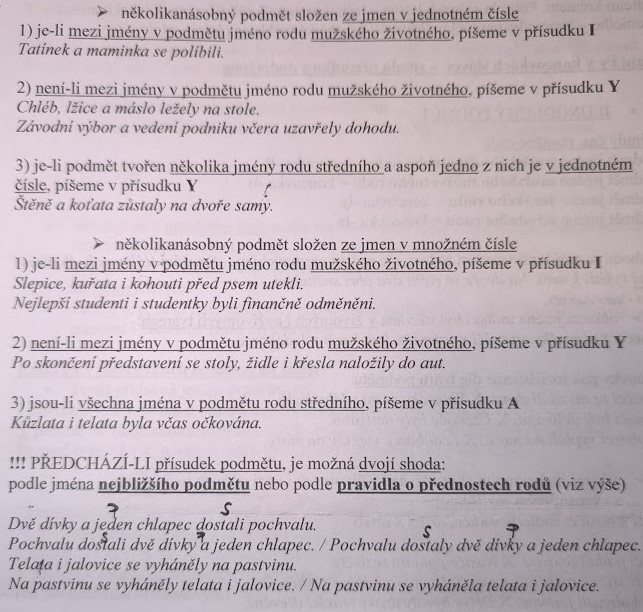 ➢ několikanásobný podmět složen ze jmen v jednotném čísle
1) je-li mezi jmény v podmětu jméno rodu mužského životného, píšeme v přísudku I
Tatínek a maminka se políbili.
2) není-li mezi jmény v podmětu jméno rodu mužského životného, píšeme v přísudku Y
Chléb, lžíce a máslo ležely na stole.
Závodní výbor a vedení podniku včera uzavřely dohodu.
3) je-li podmět tvořen několika jmény rodu středního a aspoň jedno z nich je v jednotném
čísle, píšeme v přísudku Y
Štěně a koťata zůstaly na dvoře samy.
➢ několikanásobný podmět složen ze jmen v množném čísle
1) je-li mezi jmény v podmětu jméno rodu mužského životného, píšeme v přísudku I
Slepice, kuřata i kohouti před psem utekli.
Nejlepší studenti i studentky byli finančně odměněni.
2) není-li mezi jmény v podmětu jméno rodu mužského životného, píšeme v přísudku Y
Po skončení představení se stoly, židle i křesla naložily do aut.
3) jsou-li všechna jména v podmětu rodu středního, píšeme v přísudku A
Kůzlata i telata byla včas očkována.
!!! PŘEDCHÁZÍ-LI přísudek podmětu, je možná dvojí shoda:
podle jména nejbližšího podmětu nebo podle pravidla o přednostech rodů (viz výše)
Dvě dívky a jeden chlapec dostali pochvalu.
Pochvalu dostali dvě dívky a jeden chlapec. / Pochvalu dostaly dvě dívky a jeden chlapec.
Telata i jalovice se vyháněly na pastvinu.
Na pastvinu se vyháněly telata i jalovice. / Na pastvinu se vyháněla telata i jalovice.